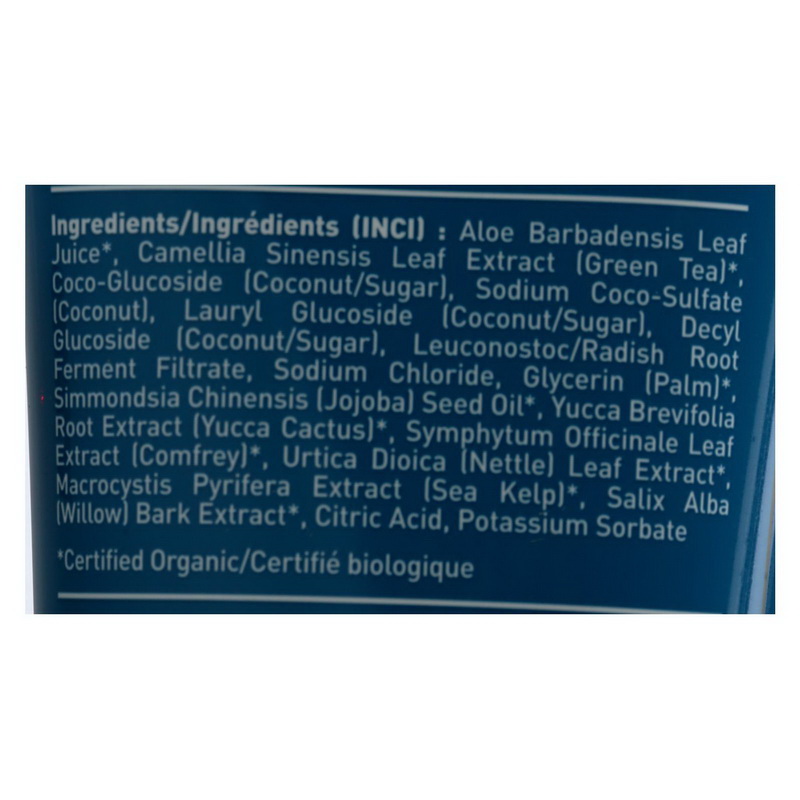 Ingredients/Ingrédients (INCI) : Aloe Barbadensis Leaf
Juice*, Camellia Sinensis Leaf Extract (Green Tea)*,
Coco-Glucoside (Coconut/Sugar), Sodium Coco-Sulfate
(Coconut), Lauryl Glucoside (Coconut/Sugar), Decyl
Glucoside (Coconut/Sugar), Leuconostoc/Radish Root
Ferment Filtrate, Sodium Chloride, Glycerin (Palm)*,
Simmondsia Chinensis (Jojoba) Seed Oil*, Yucca Brevifolia
Root Extract (Yucca Cactus)*, Symphytum Officinale Leaf
Extract (Comfrey)*, Urtica Dioica (Nettle) Leaf Extract*,
Macrocystis Pyrifera Extract (Sea Kelp)*, Salix Alba
(Willow) Bark Extract*, Citric Acid, Potassium Sorbate
*Certified Organic/Certifié biologique